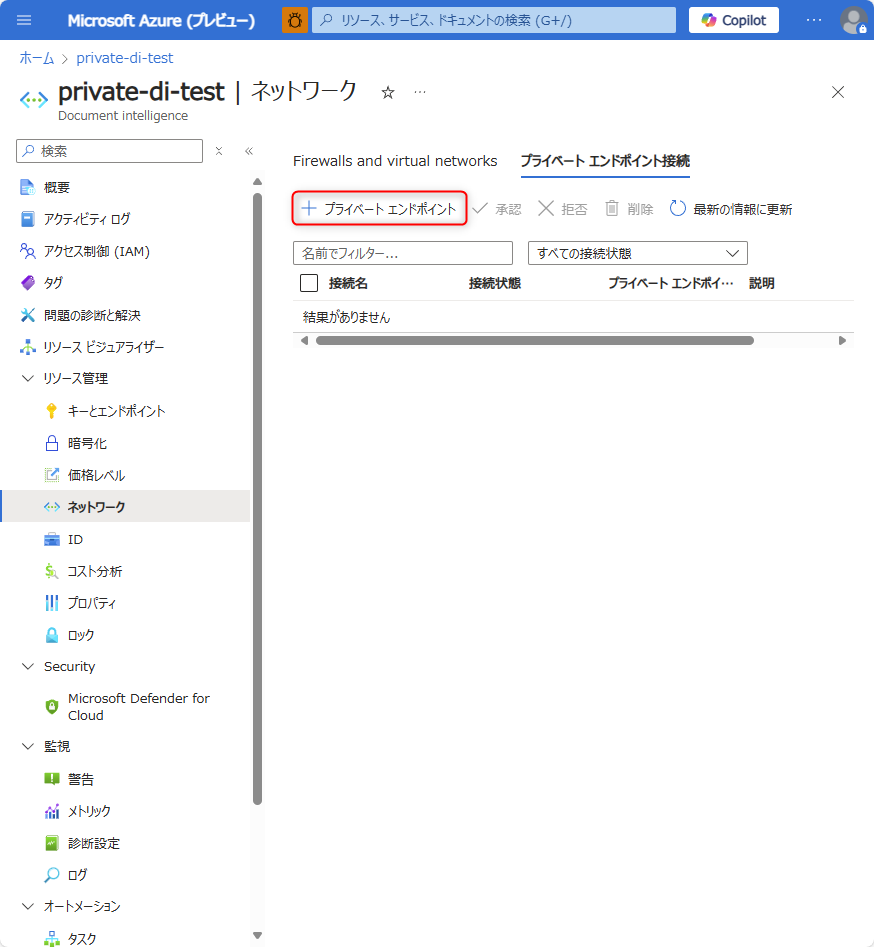 Microsoft Azure (プレビュー)
リソース、サービス、ドキュメントの検索 (G+/)
Copilot
ホーム > private-di-test
private-di-test | ネットワーク
Document intelligence
検索
概要
アクティビティ ログ
アクセス制御 (IAM)
タグ
問題の診断と解決
リソース ビジュアライザー
リソース管理
キーとエンドポイント
暗号化
価格レベル
ネットワーク
ID
コスト分析
プロパティ
ロック
Security
Microsoft Defender for
Cloud
監視
警告
メトリック
診断設定
ログ
オートメーション
タスク
Firewalls and virtual networks
プライベート エンドポイント接続
プライベート エンドポイント
承認
拒否
削除
最新の情報に更新
名前でフィルター...
すべての接続状態
接続名
接続状態
プライベート エンドポイ…
説明
結果がありません